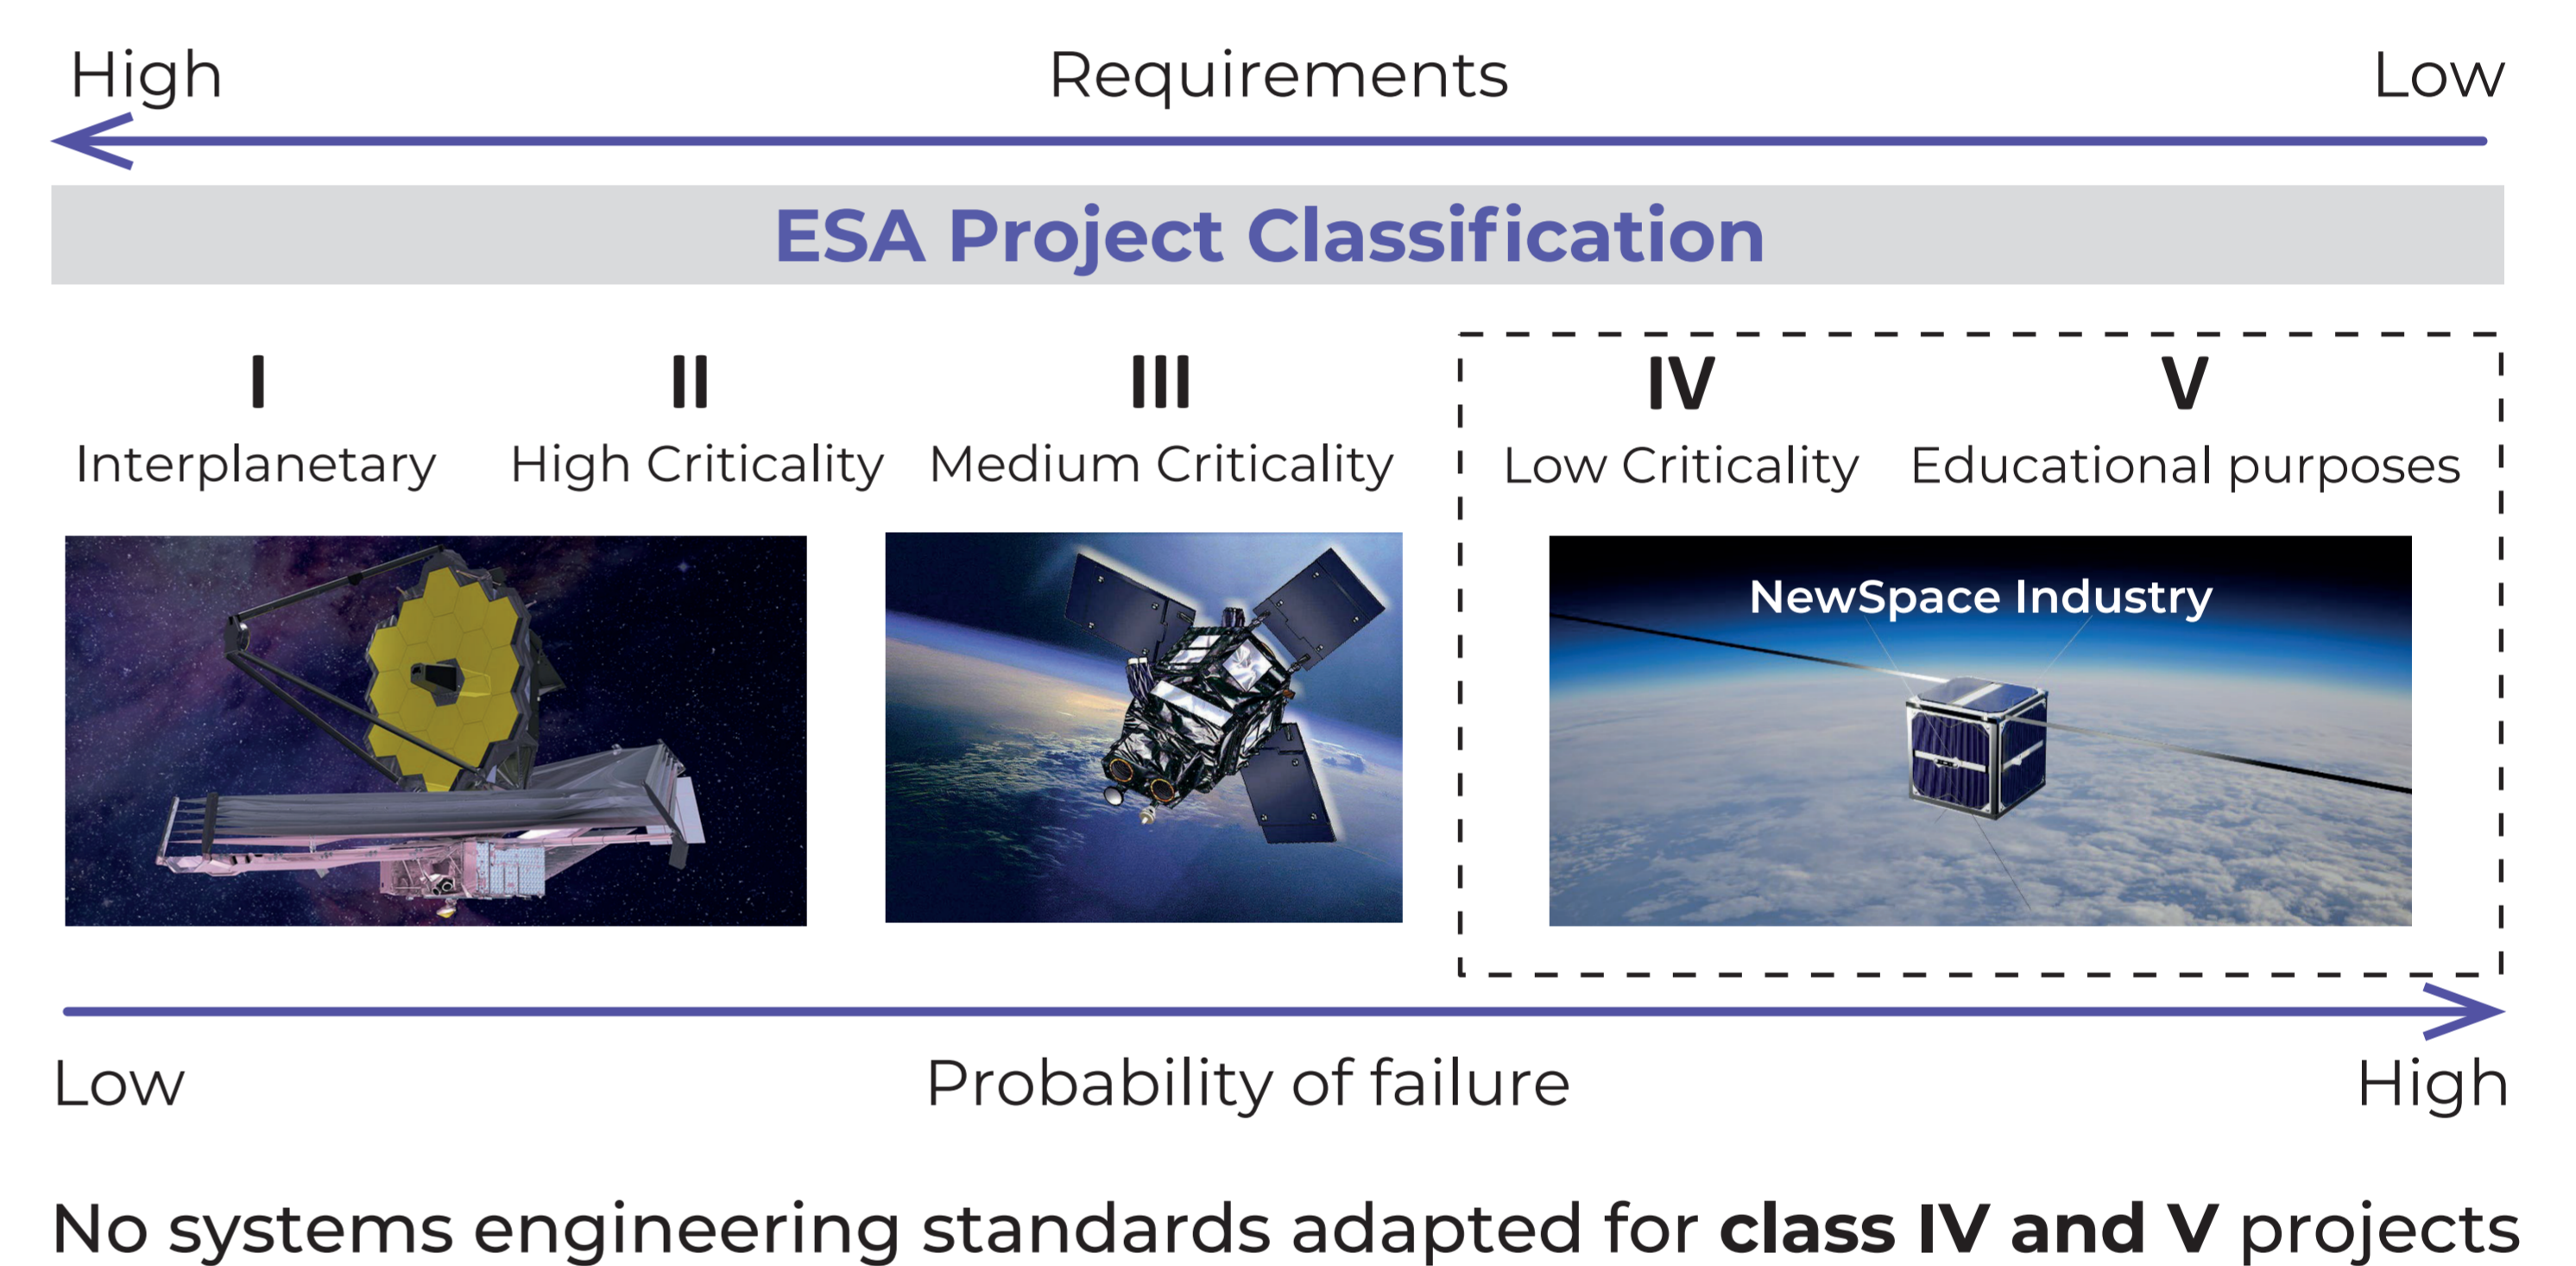 High Requirements Low
ESA Project Classification
I II III IV V
Interplanetary High Criticality Medium Criticality Low Criticality Educational purposes
NewSpace Industry
Low Probability of failure High
No systems engineering standards adapted for class IV and V projects